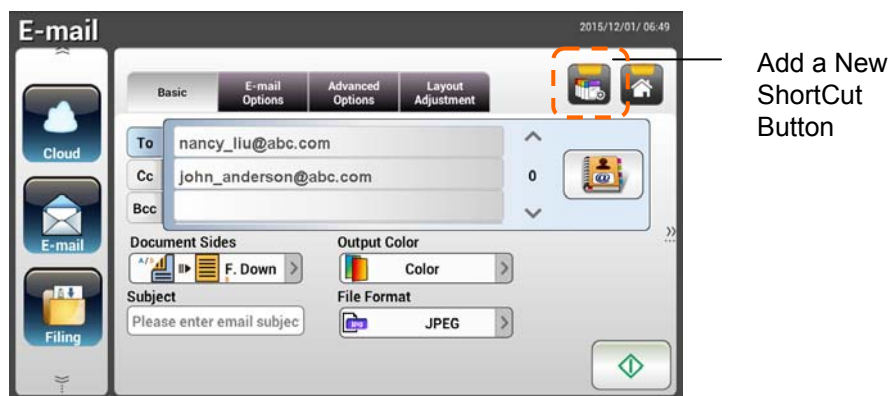 E-mail
2015/12/01/ 06:49
Add a New
ShortCut
Button
Basic
E-mail
Options
Advanced
Options
Layout
Adjustment
Cloud
To
nancy_liu@abc.com
Cc
john_anderson@abc.com
0
Bcc
E-mail
Document Sides
Output Color
F. Down
Color
Subject
File Format
Please enter email subjec
JPEG
Filing